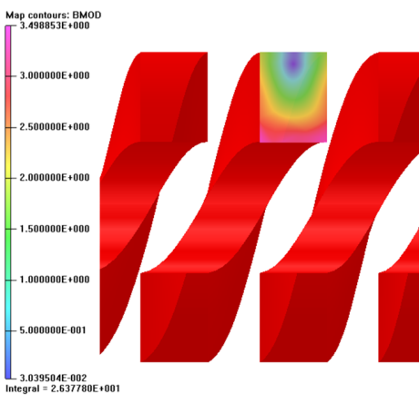 Map contours: BMOD
3.498853E+000
3.000000E+000
2.500000E+000
2.000000E+000
1.500000E+000
1.000000E+000
5.000000E-001
3.039504E-002
Integral = 2.637780E+001